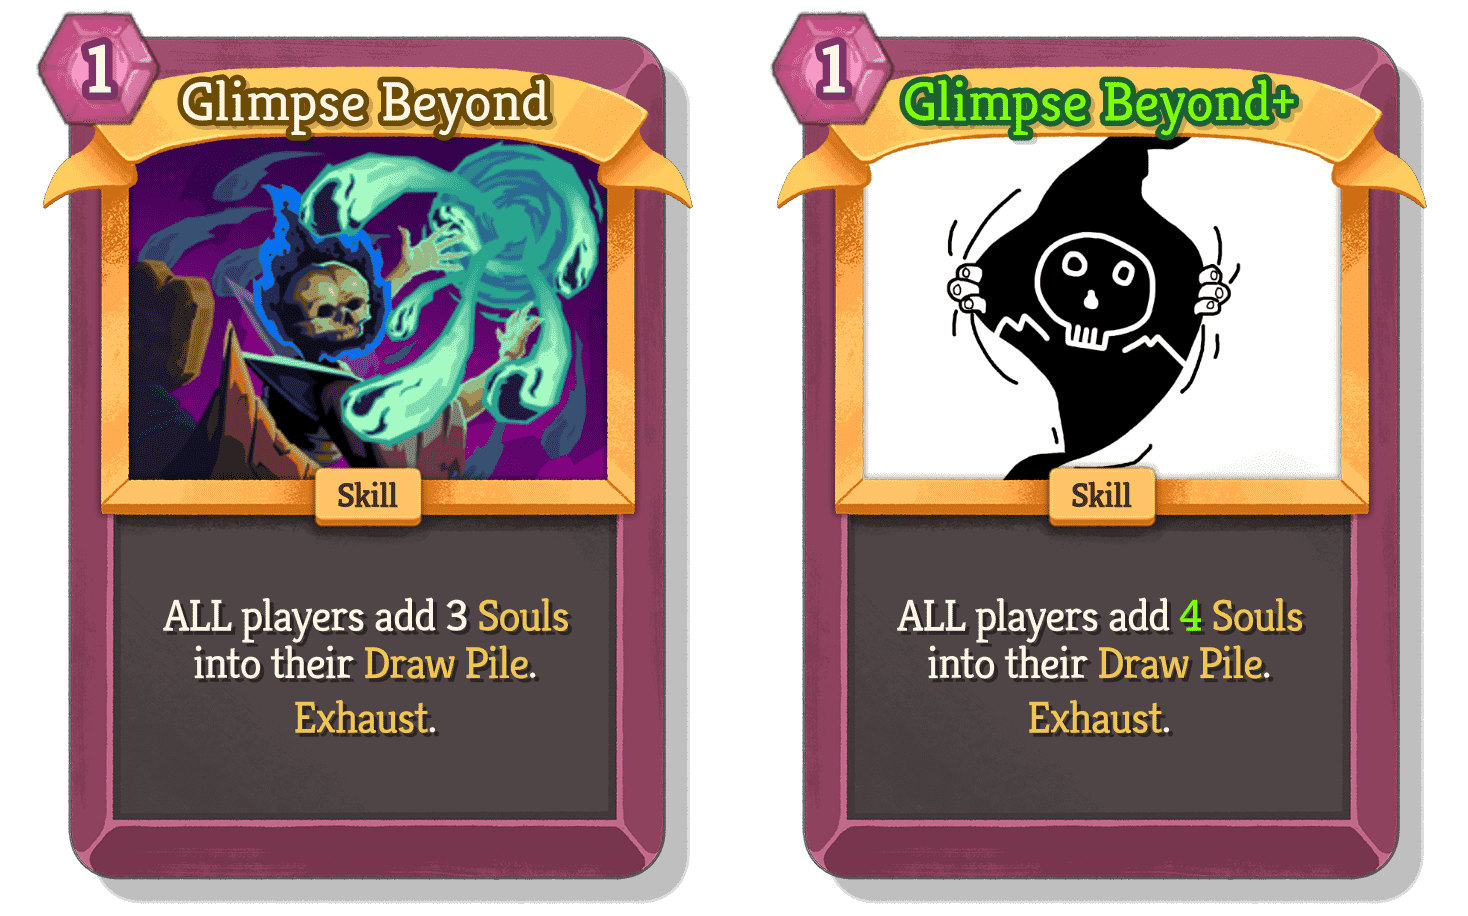 1
Glimpse Beyond
Skill
ALL players add 3 Souls
into their Draw Pile.
Exhaust.
1
Glimpse Beyond+
Skill
ALL players add 4 Souls
into their Draw Pile.
Exhaust.